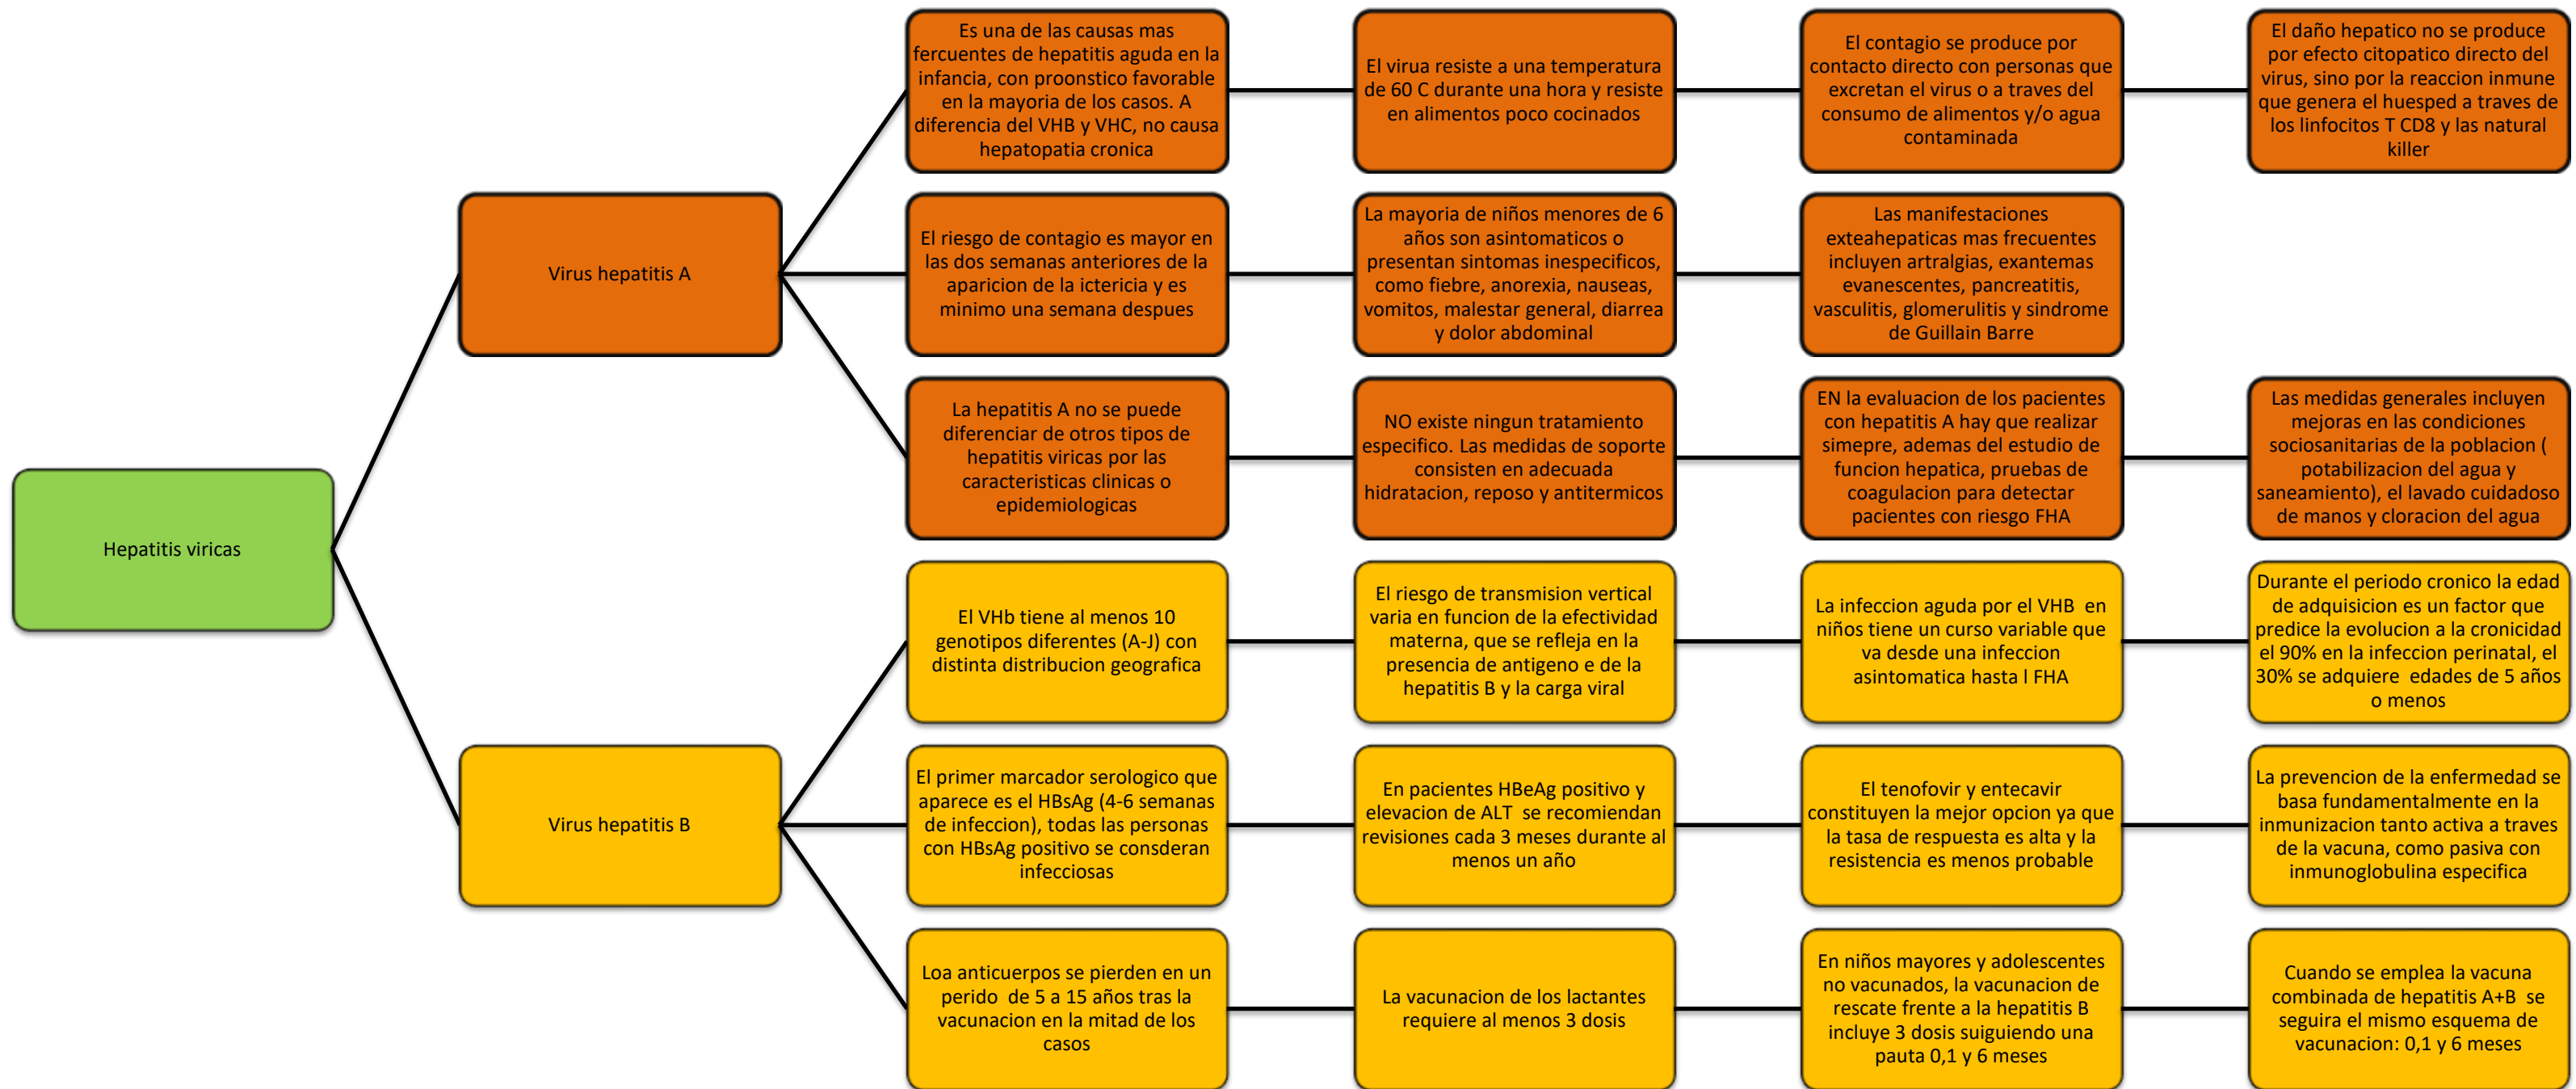 Hepatitis viricas
Virus hepatitis A
Es una de las causas mas
fercuentes de hepatitis aguda en la
infancia, con proonstico favorable
en la mayoria de los casos. A
diferencia del VHB y VHC, no causa
hepatopatia cronica
El virua resiste a una temperatura
de 60 C durante una hora y resiste
en alimentos poco cocinados
El contagio se produce por
contacto directo con personas que
excretan el virus o a traves del
consumo de alimentos y/o agua
contaminada
El daño hepatico no se produce
por efecto citopatico directo del
virus, sino por la reaccion inmune
que genera el huesped a traves de
los linfocitos T CD8 y las natural
killer
El riesgo de contagio es mayor en
las dos semanas anteriores de la
aparicion de la ictericia y es
minimo una semana despues
La mayoria de niños menores de 6
años son asintomaticos o
presentan sintomas inespecificos,
como fiebre, anorexia, nauseas,
vomitos, malestar general, diarrea
y dolor abdominal
Las manifestaciones
exteahepaticas mas frecuentes
incluyen artralgias, exantemas
evanescentes, pancreatitis,
vasculitis, glomerulitis y sindrome
de Guillain Barre
La hepatitis A no se puede
diferenciar de otros tipos de
hepatitis viricas por las
caracteristicas clinicas o
epidemiologicas
NO existe ningun tratamiento
especifico. Las medidas de soporte
consisten en adecuada
hidratacion, reposo y antitermicos
EN la evaluacion de los pacientes
con hepatitis A hay que realizar
simepre, ademas del estudio de
funcion hepatica, pruebas de
coagulacion para detectar
pacientes con riesgo FHA
Las medidas generales incluyen
mejoras en las condiciones
sociosanitarias de la poblacion (
potabilizacion del agua y
saneamiento), el lavado cuidadoso
de manos y cloracion del agua
Virus hepatitis B
El VHb tiene al menos 10
genotipos diferentes (A-J) con
distinta distribucion geografica
El riesgo de transmision vertical
varia en funcion de la efectividad
materna, que se refleja en la
presencia de antigeno e de la
hepatitis B y la carga viral
La infeccion aguda por el VHB en
niños tiene un curso variable que
va desde una infeccion
asintomatica hasta l FHA
Durante el periodo cronico la edad
de adquisicion es un factor que
predice la evolucion a la cronicidad
el 90% en la infeccion perinatal, el
30% se adquiere edades de 5 años
o menos
El primer marcador serologico que
aparece es el HBsAg (4-6 semanas
de infeccion), todas las personas
con HBsAg positivo se consderan
infecciosas
En pacientes HBeAg positivo y
elevacion de ALT se recomiendan
revisiones cada 3 meses durante al
menos un año
El tenofovir y entecavir
constituyen la mejor opcion ya que
la tasa de respuesta es alta y la
resistencia es menos probable
La prevencion de la enfermedad se
basa fundamentalmente en la
inmunizacion tanto activa a traves
de la vacuna, como pasiva con
inmunoglobulina especifica
Loa anticuerpos se pierden en un
perido de 5 a 15 años tras la
vacunacion en la mitad de los
casos
La vacunacion de los lactantes
requiere al menos 3 dosis
En niños mayores y adolescentes
no vacunados, la vacunacion de
rescate frente a la hepatitis B
incluye 3 dosis suiguiendo una
pauta 0,1 y 6 meses
Cuando se emplea la vacuna
combinada de hepatitis A+B se
seguira el mismo esquema de
vacunacion: 0,1 y 6 meses